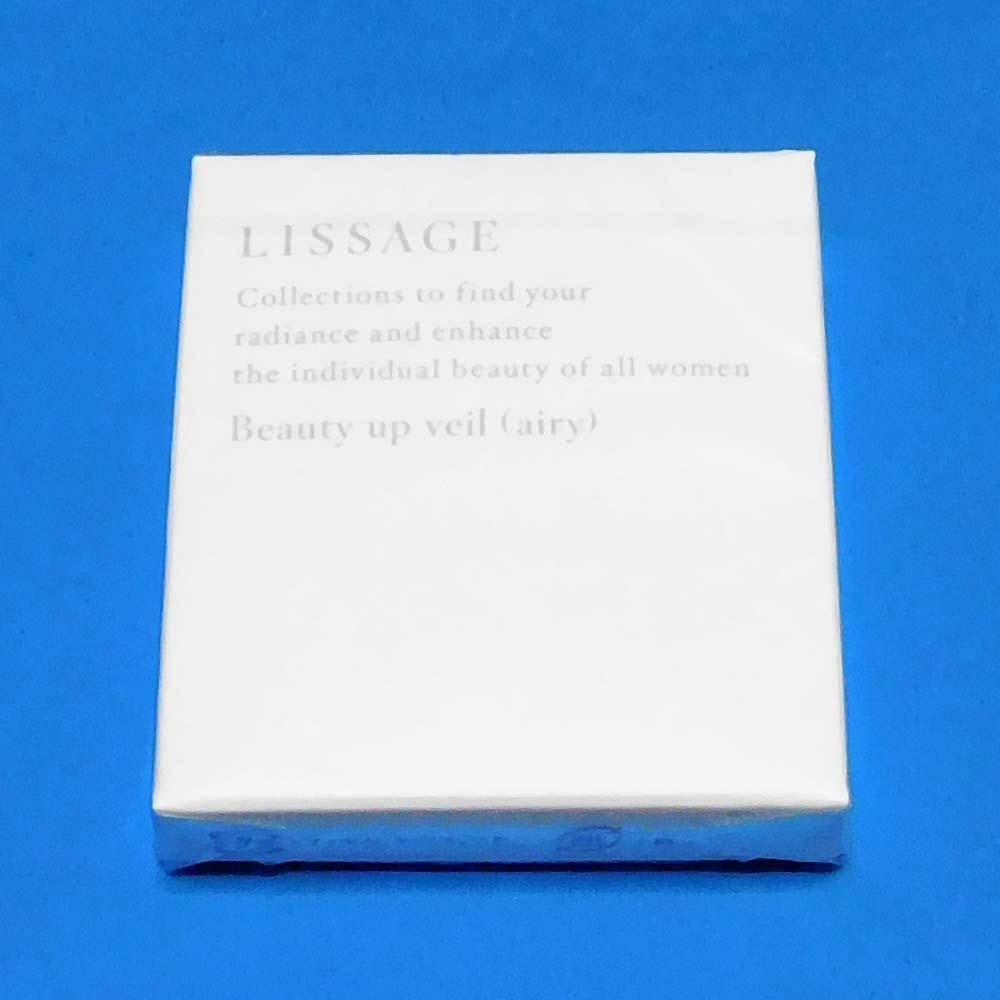 LISSAGE
Collections to find your
radiance and enhance
the individual beauty of all women
Beauty up veil (airy)